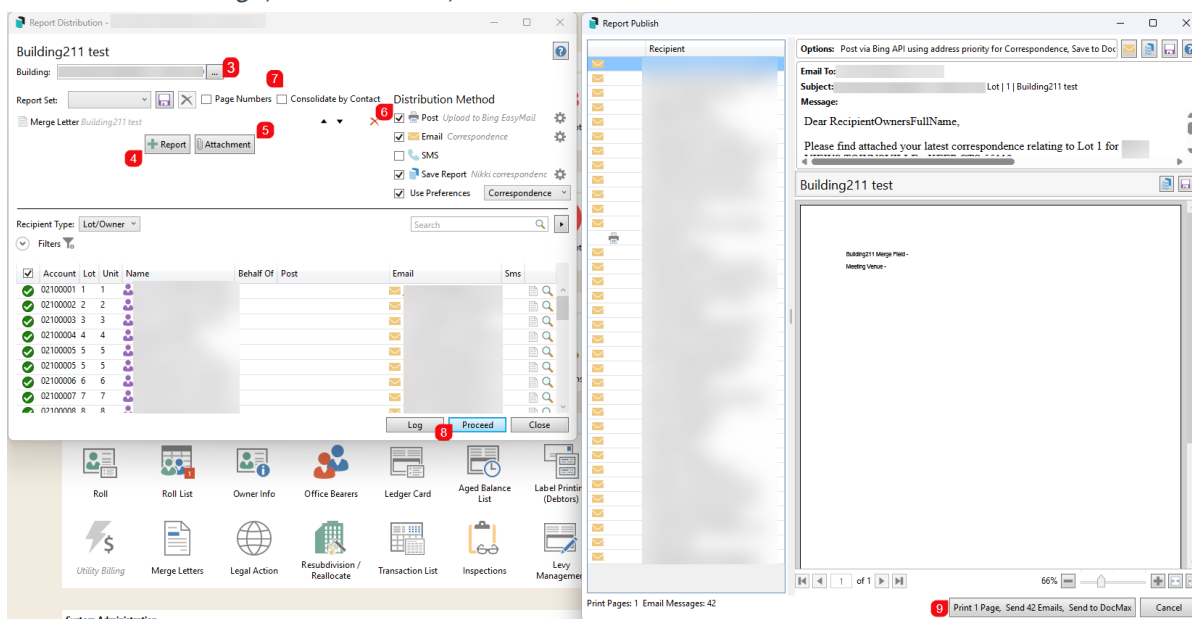 Report Distribution -
Building211 test
Building:
...
3
7
Report Set:
Page Numbers
Consolidate by Contact
Distribution Method
Merge Letter Building211 test
6
Post Upload to Bing EasyMail
Email Correspondence
SMS
Save Report Nikki correspondenc
Use Preferences
Correspondence
4
Report
5
Attachment
Recipient Type: Lot/Owner
Search
Filters
Account Lot Unit Name Behalf Of Post Email Sms
02100001 1 1
02100002 2 2
02100003 3 3
02100004 4 4
02100005 5 5
02100005 5 5
02100006 6 6
02100007 7 7
02100008 8 8
Log
8
Proceed
Close
Roll
Roll List
Owner Info
Office Bearers
Ledger Card
Aged Balance
List
Label Printin
(Debtors)
Utility Billing
Merge Letters
Legal Action
Resubdivision /
Reallocate
Transaction List
Inspections
Levy
Managemen
System Administration
Report Publish
Recipient
Options: Post via Bing API using address priority for Correspondence, Save to Doc
Email To:
Subject: Lot | 1 | Building211 test
Message:
Dear RecipientOwnersFullName,
Please find attached your latest correspondence relating to Lot 1 for
Building211 test
Building211 Merge Field -
Meeting Venue -
1 of 1
66%
Print Pages: 1 Email Messages: 42
9
Print 1 Page, Send 42 Emails, Send to DocMax
Cancel